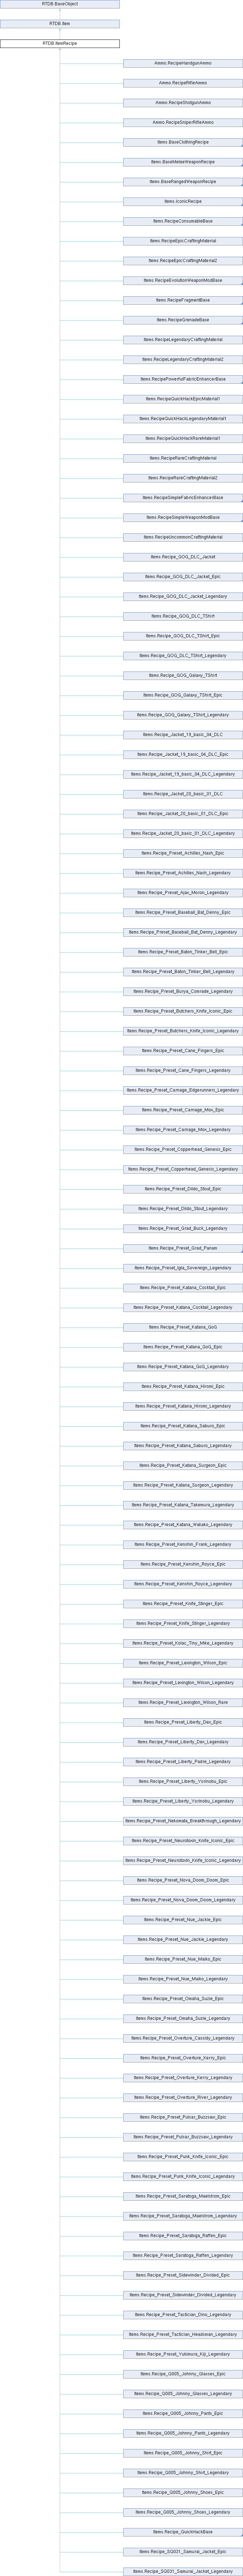 RTDB.BaseObject
RTDB.Item
RTDB.ItemRecipe
Ammo.RecipeHandgunAmmo
Ammo.RecipeRifleAmmo
Ammo.RecipeShotgunAmmo
Ammo.RecipeSniperRifleAmmo
Items.BaseClothingRecipe
Items.BaseMeleeWeaponRecipe
Items.BaseRangedWeaponRecipe
Items.IconicRecipe
Items.RecipeConsumableBase
Items.RecipeEpicCraftingMaterial
Items.RecipeEpicCraftingMaterial2
Items.RecipeEvolutionWeaponModBase
Items.RecipeFragmentBase
Items.RecipeGrenadeBase
Items.RecipeLegendaryCraftingMaterial
Items.RecipeLegendaryCraftingMaterial2
Items.RecipePowerfulFabricEnhancerBase
Items.RecipeQuickHackEpicMaterial1
Items.RecipeQuickHackLegendaryMaterial1
Items.RecipeQuickHackRareMaterial1
Items.RecipeRareCraftingMaterial
Items.RecipeRareCraftingMaterial2
Items.RecipeSimpleFabricEnhancerBase
Items.RecipeSimpleWeaponModBase
Items.RecipeUncommonCraftingMaterial
Items.Recipe_GOG_DLC_Jacket
Items.Recipe_GOG_DLC_Jacket_Epic
Items.Recipe_GOG_DLC_Jacket_Legendary
Items.Recipe_GOG_DLC_TShirt
Items.Recipe_GOG_DLC_TShirt_Epic
Items.Recipe_GOG_DLC_TShirt_Legendary
Items.Recipe_GOG_Galaxy_TShirt
Items.Recipe_GOG_Galaxy_TShirt_Epic
Items.Recipe_GOG_Galaxy_TShirt_Legendary
Items.Recipe_Jacket_19_basic_04_DLC
Items.Recipe_Jacket_19_basic_04_DLC_Epic
Items.Recipe_Jacket_19_basic_04_DLC_Legendary
Items.Recipe_Jacket_20_basic_01_DLC
Items.Recipe_Jacket_20_basic_01_DLC_Epic
Items.Recipe_Jacket_20_basic_01_DLC_Legendary
Items.Recipe_Preset_Achilles_Nash_Epic
Items.Recipe_Preset_Achilles_Nash_Legendary
Items.Recipe_Preset_Ajax_Moron_Legendary
Items.Recipe_Preset_Baseball_Bat_Denny_Epic
Items.Recipe_Preset_Baseball_Bat_Denny_Legendary
Items.Recipe_Preset_Baton_Tinker_Bell_Epic
Items.Recipe_Preset_Baton_Tinker_Bell_Legendary
Items.Recipe_Preset_Burya_Comrade_Legendary
Items.Recipe_Preset_Butchers_Knife_Iconic_Epic
Items.Recipe_Preset_Butchers_Knife_Iconic_Legendary
Items.Recipe_Preset_Cane_Fingers_Epic
Items.Recipe_Preset_Cane_Fingers_Legendary
Items.Recipe_Preset_Carnage_Edgerunners_Legendary
Items.Recipe_Preset_Carnage_Mox_Epic
Items.Recipe_Preset_Carnage_Mox_Legendary
Items.Recipe_Preset_Copperhead_Genesis_Epic
Items.Recipe_Preset_Copperhead_Genesis_Legendary
Items.Recipe_Preset_Dildo_Stout_Epic
Items.Recipe_Preset_Dildo_Stout_Legendary
Items.Recipe_Preset_Grad_Buck_Legendary
Items.Recipe_Preset_Grad_Panam
Items.Recipe_Preset_Igla_Sovereign_Legendary
Items.Recipe_Preset_Katana_Cocktail_Epic
Items.Recipe_Preset_Katana_Cocktail_Legendary
Items.Recipe_Preset_Katana_GoG
Items.Recipe_Preset_Katana_GoG_Epic
Items.Recipe_Preset_Katana_GoG_Legendary
Items.Recipe_Preset_Katana_Hiromi_Epic
Items.Recipe_Preset_Katana_Hiromi_Legendary
Items.Recipe_Preset_Katana_Saburo_Epic
Items.Recipe_Preset_Katana_Saburo_Legendary
Items.Recipe_Preset_Katana_Surgeon_Epic
Items.Recipe_Preset_Katana_Surgeon_Legendary
Items.Recipe_Preset_Katana_Takemura_Legendary
Items.Recipe_Preset_Katana_Wakako_Legendary
Items.Recipe_Preset_Kenshin_Frank_Legendary
Items.Recipe_Preset_Kenshin_Royce_Epic
Items.Recipe_Preset_Kenshin_Royce_Legendary
Items.Recipe_Preset_Knife_Stinger_Epic
Items.Recipe_Preset_Knife_Stinger_Legendary
Items.Recipe_Preset_Kolac_Tiny_Mike_Legendary
Items.Recipe_Preset_Lexington_Wilson_Epic
Items.Recipe_Preset_Lexington_Wilson_Legendary
Items.Recipe_Preset_Lexington_Wilson_Rare
Items.Recipe_Preset_Liberty_Dex_Epic
Items.Recipe_Preset_Liberty_Dex_Legendary
Items.Recipe_Preset_Liberty_Padre_Legendary
Items.Recipe_Preset_Liberty_Yorinobu_Epic
Items.Recipe_Preset_Liberty_Yorinobu_Legendary
Items.Recipe_Preset_Nekomata_Breakthrough_Legendary
Items.Recipe_Preset_Neurotoxin_Knife_Iconic_Epic
Items.Recipe_Preset_Neurotoxin_Knife_Iconic_Legendary
Items.Recipe_Preset_Nova_Doom_Doom_Epic
Items.Recipe_Preset_Nova_Doom_Doom_Legendary
Items.Recipe_Preset_Nue_Jackie_Epic
Items.Recipe_Preset_Nue_Jackie_Legendary
Items.Recipe_Preset_Nue_Maiko_Epic
Items.Recipe_Preset_Nue_Maiko_Legendary
Items.Recipe_Preset_Omaha_Suzie_Epic
Items.Recipe_Preset_Omaha_Suzie_Legendary
Items.Recipe_Preset_Overture_Cassidy_Legendary
Items.Recipe_Preset_Overture_Kerry_Epic
Items.Recipe_Preset_Overture_Kerry_Legendary
Items.Recipe_Preset_Overture_River_Legendary
Items.Recipe_Preset_Pulsar_Buzzsaw_Epic
Items.Recipe_Preset_Pulsar_Buzzsaw_Legendary
Items.Recipe_Preset_Punk_Knife_Iconic_Epic
Items.Recipe_Preset_Punk_Knife_Iconic_Legendary
Items.Recipe_Preset_Saratoga_Maelstrom_Epic
Items.Recipe_Preset_Saratoga_Maelstrom_Legendary
Items.Recipe_Preset_Saratoga_Raffen_Epic
Items.Recipe_Preset_Saratoga_Raffen_Legendary
Items.Recipe_Preset_Sidewinder_Divided_Epic
Items.Recipe_Preset_Sidewinder_Divided_Legendary
Items.Recipe_Preset_Tactician_Dino_Legendary
Items.Recipe_Preset_Tactician_Headsman_Legendary
Items.Recipe_Preset_Yukimura_Kiji_Legendary
Items.Recipe_Q005_Johnny_Glasses_Epic
Items.Recipe_Q005_Johnny_Glasses_Legendary
Items.Recipe_Q005_Johnny_Pants_Epic
Items.Recipe_Q005_Johnny_Pants_Legendary
Items.Recipe_Q005_Johnny_Shirt_Epic
Items.Recipe_Q005_Johnny_Shirt_Legendary
Items.Recipe_Q005_Johnny_Shoes_Epic
Items.Recipe_Q005_Johnny_Shoes_Legendary
Items.Recipe_QuickHackBase
Items.Recipe_SQ031_Samurai_Jacket_Epic
Items.Recipe_SQ031_Samurai_Jacket_Legendary